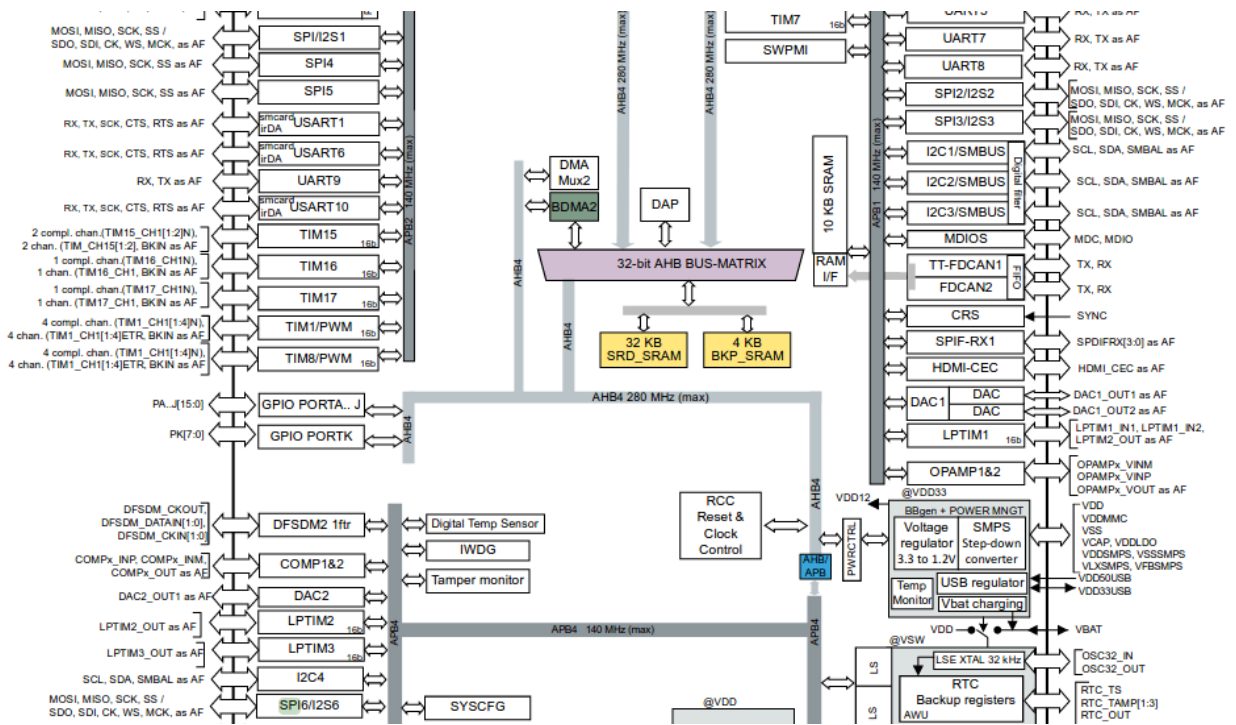 MOSI, MISO, SCK, SS /
SDO, SDI, CK, WS, MCK, as AF
SPI/I2S1
MOSI, MISO, SCK, SS as AF
SPI4
MOSI, MISO, SCK, SS as AF
SPI5
RX, TX, SCK, CTS, RTS as AF
smcard
irDA
USART1
RX, TX, SCK, CTS, RTS as AF
smcard
irDA
USART6
RX, TX as AF
UART9
RX, TX, SCK, CTS, RTS as AF
smcard
irDA
USART10
2 compl. chan.(TIM15_CH1[1:2]N),
2 chan. (TIM_CH15[1:2], BKIN as AF
TIM15
16b
1 compl. chan.(TIM16_CH1N),
1 chan. (TIM16_CH1, BKIN as AF
TIM16
16b
1 compl. chan.(TIM17_CH1N),
1 chan. (TIM17_CH1, BKIN as AF
TIM17
16b
4 compl. chan. (TIM1_CH1[1:4]N),
4 chan. (TIM1_CH1[1:4]ETR, BKIN as AF
TIM1/PWM
16b
4 compl. chan. (TIM1_CH1[1:4]N),
4 chan. (TIM1_CH1[1:4]ETR, BKIN as AF
TIM8/PWM
16b
APB2 140 MHz (max)
PA..J[15:0]
GPIO PORTA.. J
PK[7:0]
GPIO PORTK
AHB4
AHB4 280 MHz (max)
AHB4 280 MHz (max)
DMA
Mux2
BDMA2
DAP
AHB4
32-bit AHB BUS-MATRIX
AHB4
32 KB
SRD_SRAM
4 KB
BKP_SRAM
AHB4 280 MHz (max)
TIM7
16b
SWPMI
10 KB SRAM
RAM
I/F
APB1 140 MHz (max)
UART5
RX, TX as AF
UART7
RX, TX as AF
UART8
RX, TX as AF
SPI2/I2S2
MOSI, MISO, SCK, SS /
SDO, SDI, CK, WS, MCK, as AF
SPI3/I2S3
MOSI, MISO, SCK, SS /
SDO, SDI, CK, WS, MCK, as AF
I2C1/SMBUS
SCL, SDA, SMBAL as AF
I2C2/SMBUS
SCL, SDA, SMBAL as AF
I2C3/SMBUS
SCL, SDA, SMBAL as AF
Digital filter
MDIOS
MDC, MDIO
TT-FDCAN1
TX, RX
FDCAN2
TX, RX
FIFO
CRS
SYNC
SPIF-RX1
SPDIFRX[3:0] as AF
HDMI-CEC
HDMI_CEC as AF
DAC1
DAC
DAC1_OUT1 as AF
DAC
DAC1_OUT2 as AF
LPTIM1
16b
LPTIM1_IN1, LPTIM1_IN2,
LPTIM2_OUT as AF
OPAMP1&2
OPAMPx_VINM
OPAMPx_VINP
OPAMPx_VOUT as AF
DFSDM_CKOUT,
DFSDM_DATAIN[1:0],
DFSDM_CKIN[1:0]
DFSDM2 1ftr
Digital Temp Sensor
IWDG
COMPx_INP, COMPx_INM,
COMPx_OUT as AF
COMP1&2
Tamper monitor
DAC2_OUT1 as AF
DAC2
LPTIM2_OUT as AF
LPTIM2
16b
LPTIM3_OUT as AF
LPTIM3
16b
SCL, SDA, SMBAL as AF
I2C4
MOSI, MISO, SCK, SS /
SDO, SDI, CK, WS, MCK, as AF
SPI6/I2S6
SYSCFG
APB4
APB4 140 MHz (max)
RCC
Reset &
Clock
Control
AHB4
AHB/
APB
APB4
PWRCTRL
VDD12
@VDD33
BBgen + POWER MNGT
Voltage
regulator
3.3 to 1.2V
SMPS
Step-down
converter
Temp
Monitor
USB regulator
Vbat charging
VDD
VDDMMC
VSS
VCAP, VDDLDO
VDDSMPS, VSSSMPS
VLXSMPS, VFBSMPS
VDD50USB
VDD33USB
VDD
VBAT
@VSW
LS
LS
LSE XTAL 32 kHz
OSC32_IN
OSC32_OUT
RTC
Backup registers
AWU
RTC_TS
RTC_TAMP[1:3]
RTC_OUT
@VDD